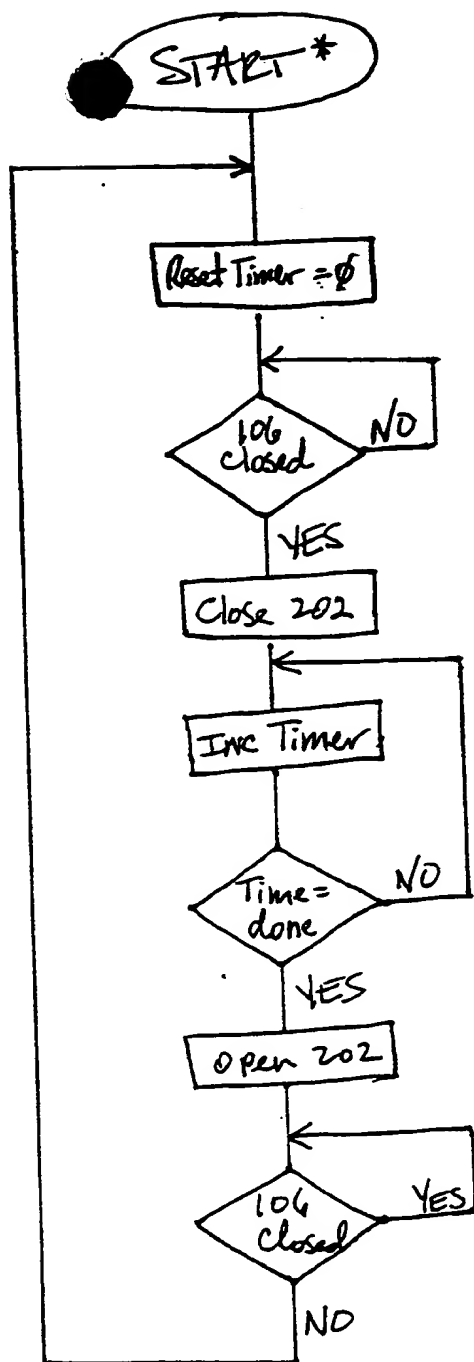 START *
Reset Timer = Ø
106
closed
NO
YES
Close 202
Inc Timer
Time =
done
NO
YES
Open 202
106
Closed
YES
NO